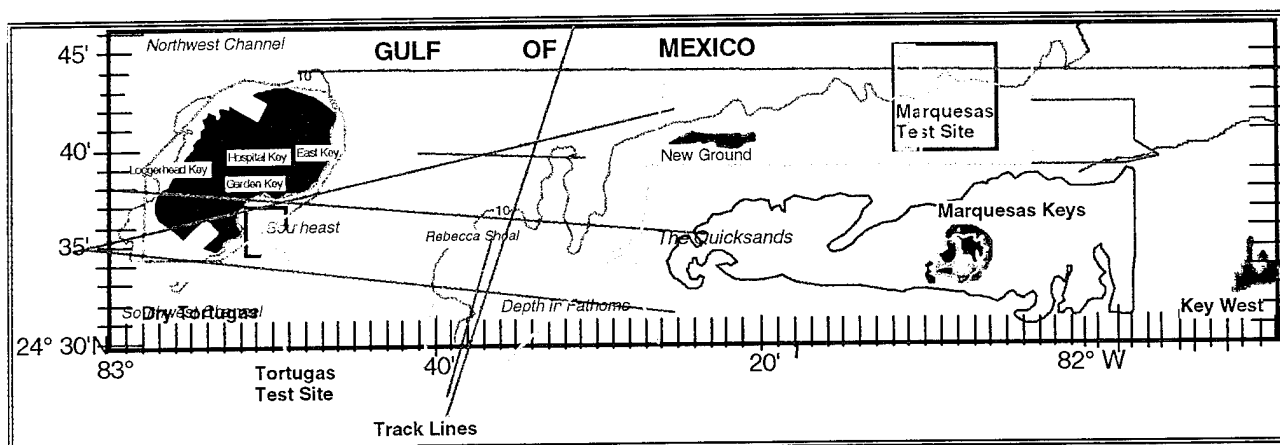 45'
Northwest Channel
GULF OF MEXICO
10
Marquesas
Test Site
40'
Loggerhead Key
Hospital Key
East Key
New Ground
Garden Key
10
Marquesas Keys
35'
Rebecca Shoal
The Quicksands
Dry Tortugas
Depth in Fathoms
Key West
24° 30'N
83°
40'
20'
82° W
Tortugas
Test Site
Track Lines